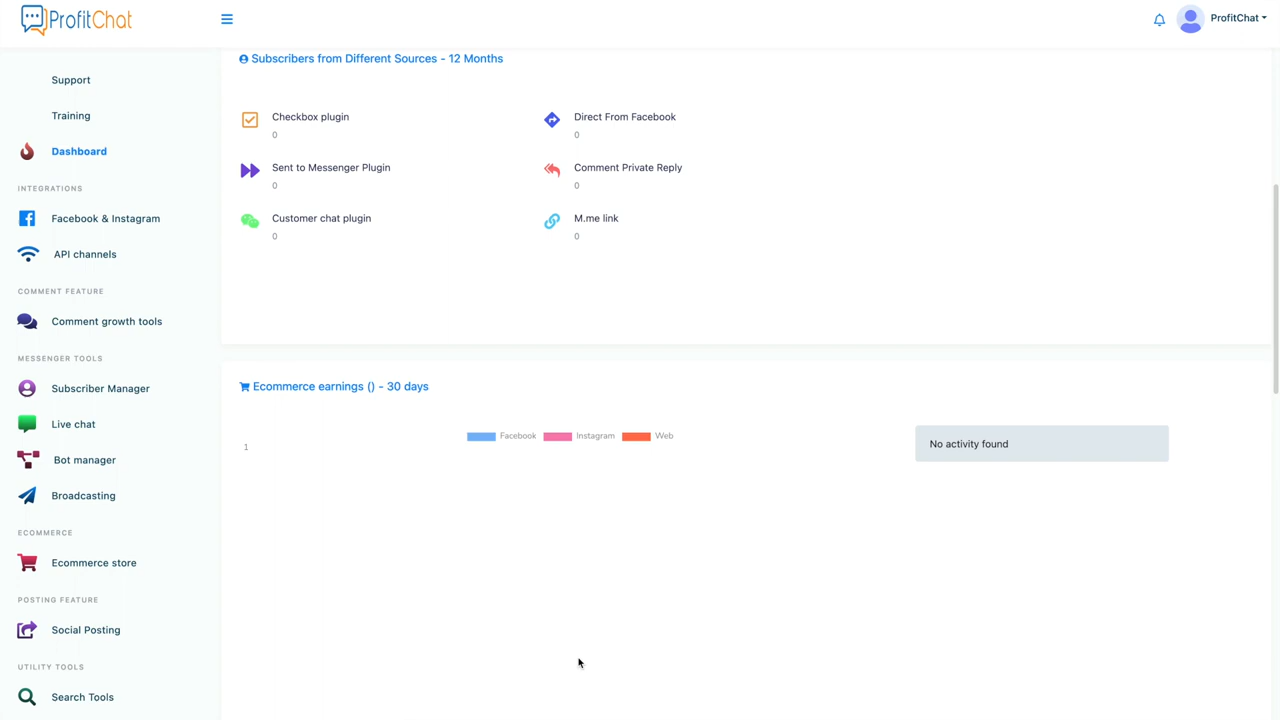 ProfitChat
ProfitChat
Support
Training
Dashboard
INTEGRATIONS
Facebook & Instagram
API channels
COMMENT FEATURE
Comment growth tools
MESSENGER TOOLS
Subscriber Manager
Live chat
Bot manager
Broadcasting
ECOMMERCE
Ecommerce store
POSTING FEATURE
Social Posting
UTILITY TOOLS
Search Tools
Subscribers from Different Sources - 12 Months
Checkbox plugin
0
Direct From Facebook
0
Sent to Messenger Plugin
0
Comment Private Reply
0
Customer chat plugin
0
M.me link
0
Ecommerce earnings () - 30 days
Facebook Instagram Web
1
No activity found